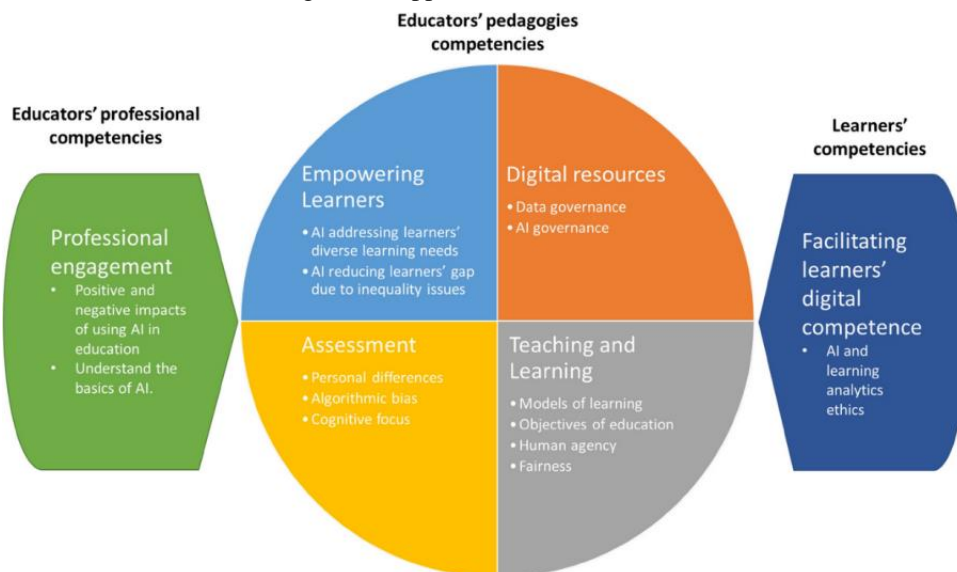 Educators' pedagogies
competencies
Educators' professional
competencies
Learners'
competencies
Professional
engagement
• Positive and
negative impacts
of using AI in
education
• Understand the
basics of AI.
Empowering
Learners
• AI addressing learners'
diverse learning needs
• AI reducing learners' gap
due to inequality issues
Digital resources
• Data governance
• AI governance
Assessment
• Personal differences
• Algorithmic bias
• Cognitive focus
Teaching and
Learning
• Models of learning
• Objectives of education
• Human agency
• Fairness
Facilitating
learners'
digital
competence
• AI and
learning
analytics
ethics